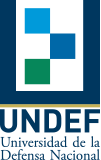 UNDEF
Universidad de la
Defensa Nacional